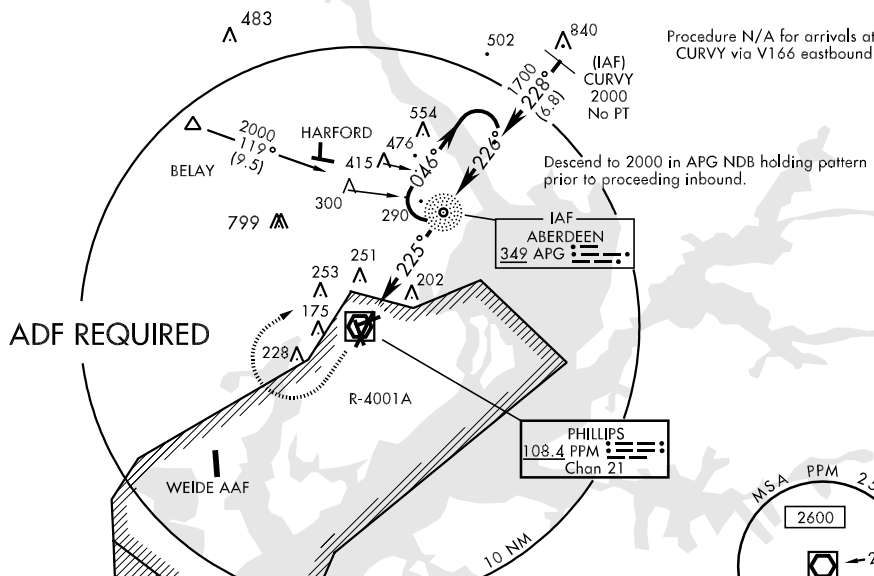 483
502
840
Procedure N/A for arrivals at
CURVY via V166 eastbound
(IAF)
CURVY
2000
No PT
1700
228°
(6.8)
554
2000
119°
(9.5)
HARFORD
476
415
046°
226°
BELAY
Descend to 2000 in APG NDB holding pattern
prior to proceeding inbound.
300
290
799
IAF
ABERDEEN
349 APG
225°
251
253
202
175
ADF REQUIRED
228
R-4001A
PHILLIPS
108.4 PPM
Chan 21
WEIDE AAF
10 NM
MSA PPM 25
2600
2